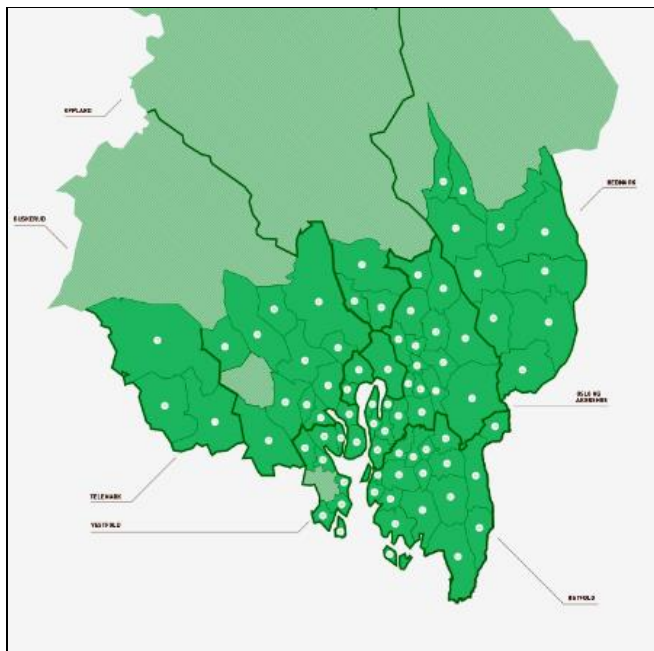 OPPLAND
HEDMARK
BUSKERUD
OSLO OG
AKERSHUS
TELEMARK
VESTFOLD
ØSTFOLD